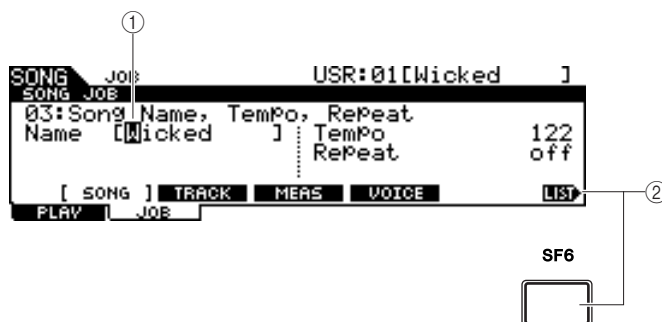 ①
SONG JOB USR:01[Wicked ]
SONG JOB
03:Song Name, Tempo, Repeat
Name [Wicked ] Tempo 122
Repeat off
[ SONG ] TRACK MEAS VOICE LIST
PLAY JOB
②
SF6